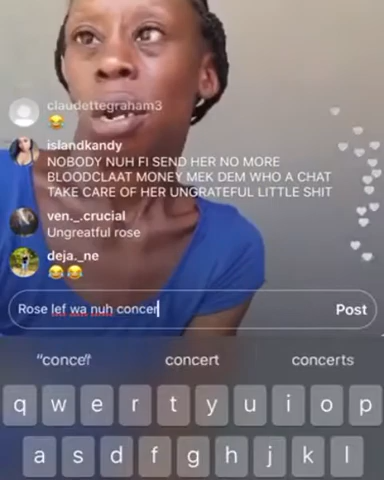 claudettegraham3
😂
islandkandy
NOBODY NUH FI SEND HER NO MORE
BLOODCLAAT MONEY MEK DEM WHO A CHAT
TAKE CARE OF HER UNGRATEFUL LITTLE SHIT
ven._.crucial
Ungreatful rose
deja._ne
😂😂
Rose lef wa nuh concer
Post
“concer”
concert
concerts
q w e r t y u i o p
a s d f g h j k l